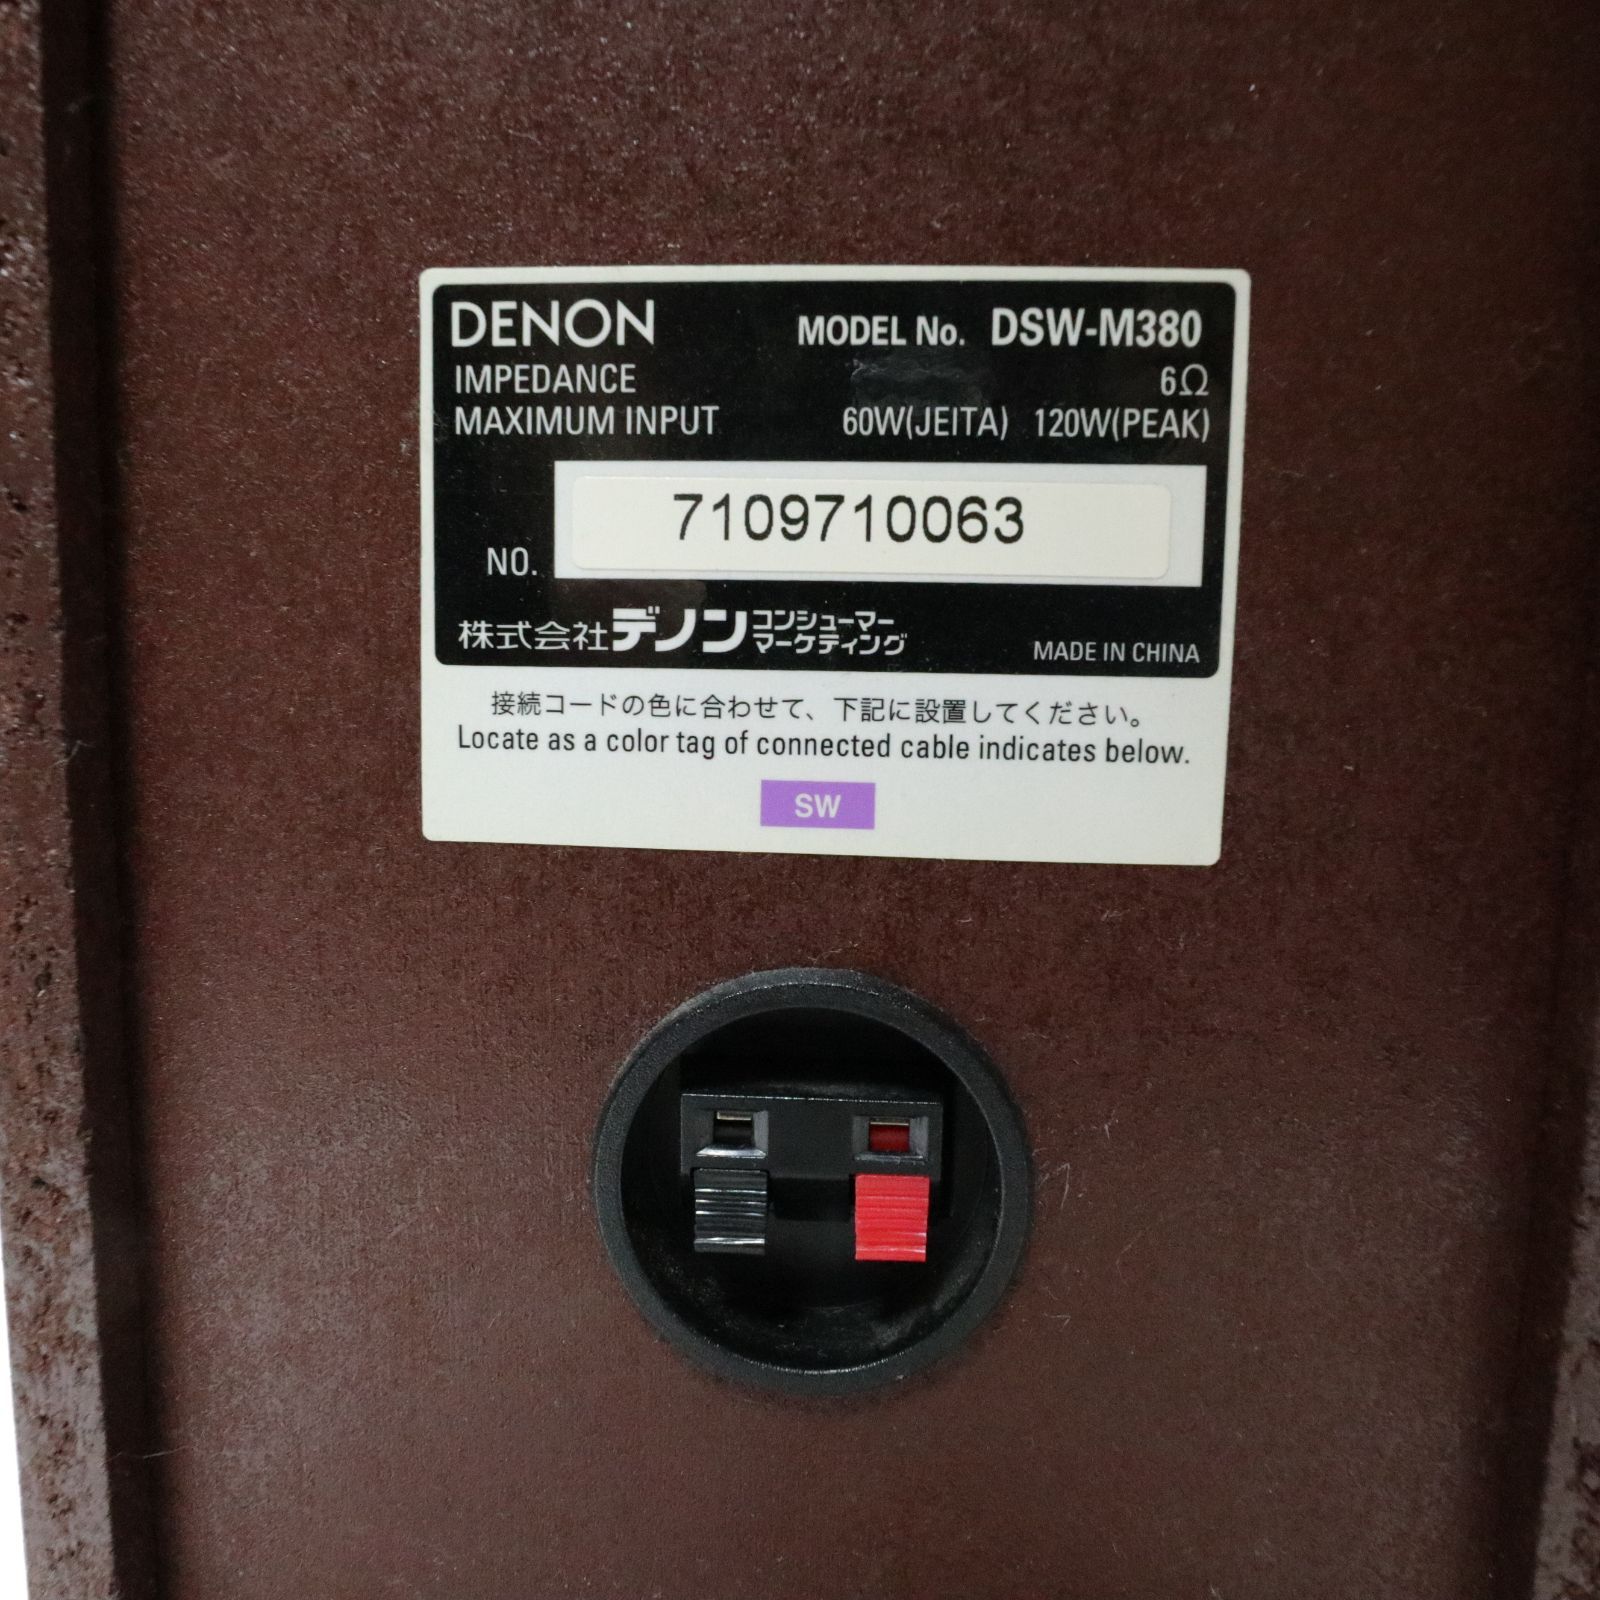 DENON MODEL No. DSW-M380
IMPEDANCE 6Ω
MAXIMUM INPUT 60W(JEITA) 120W(PEAK)
NO. 7109710063
株式会社デノン コンシューマー
マーケティング
MADE IN CHINA
接続コードの色に合わせて、下記に設置してください。
Locate as a color tag of connected cable indicates below.
SW